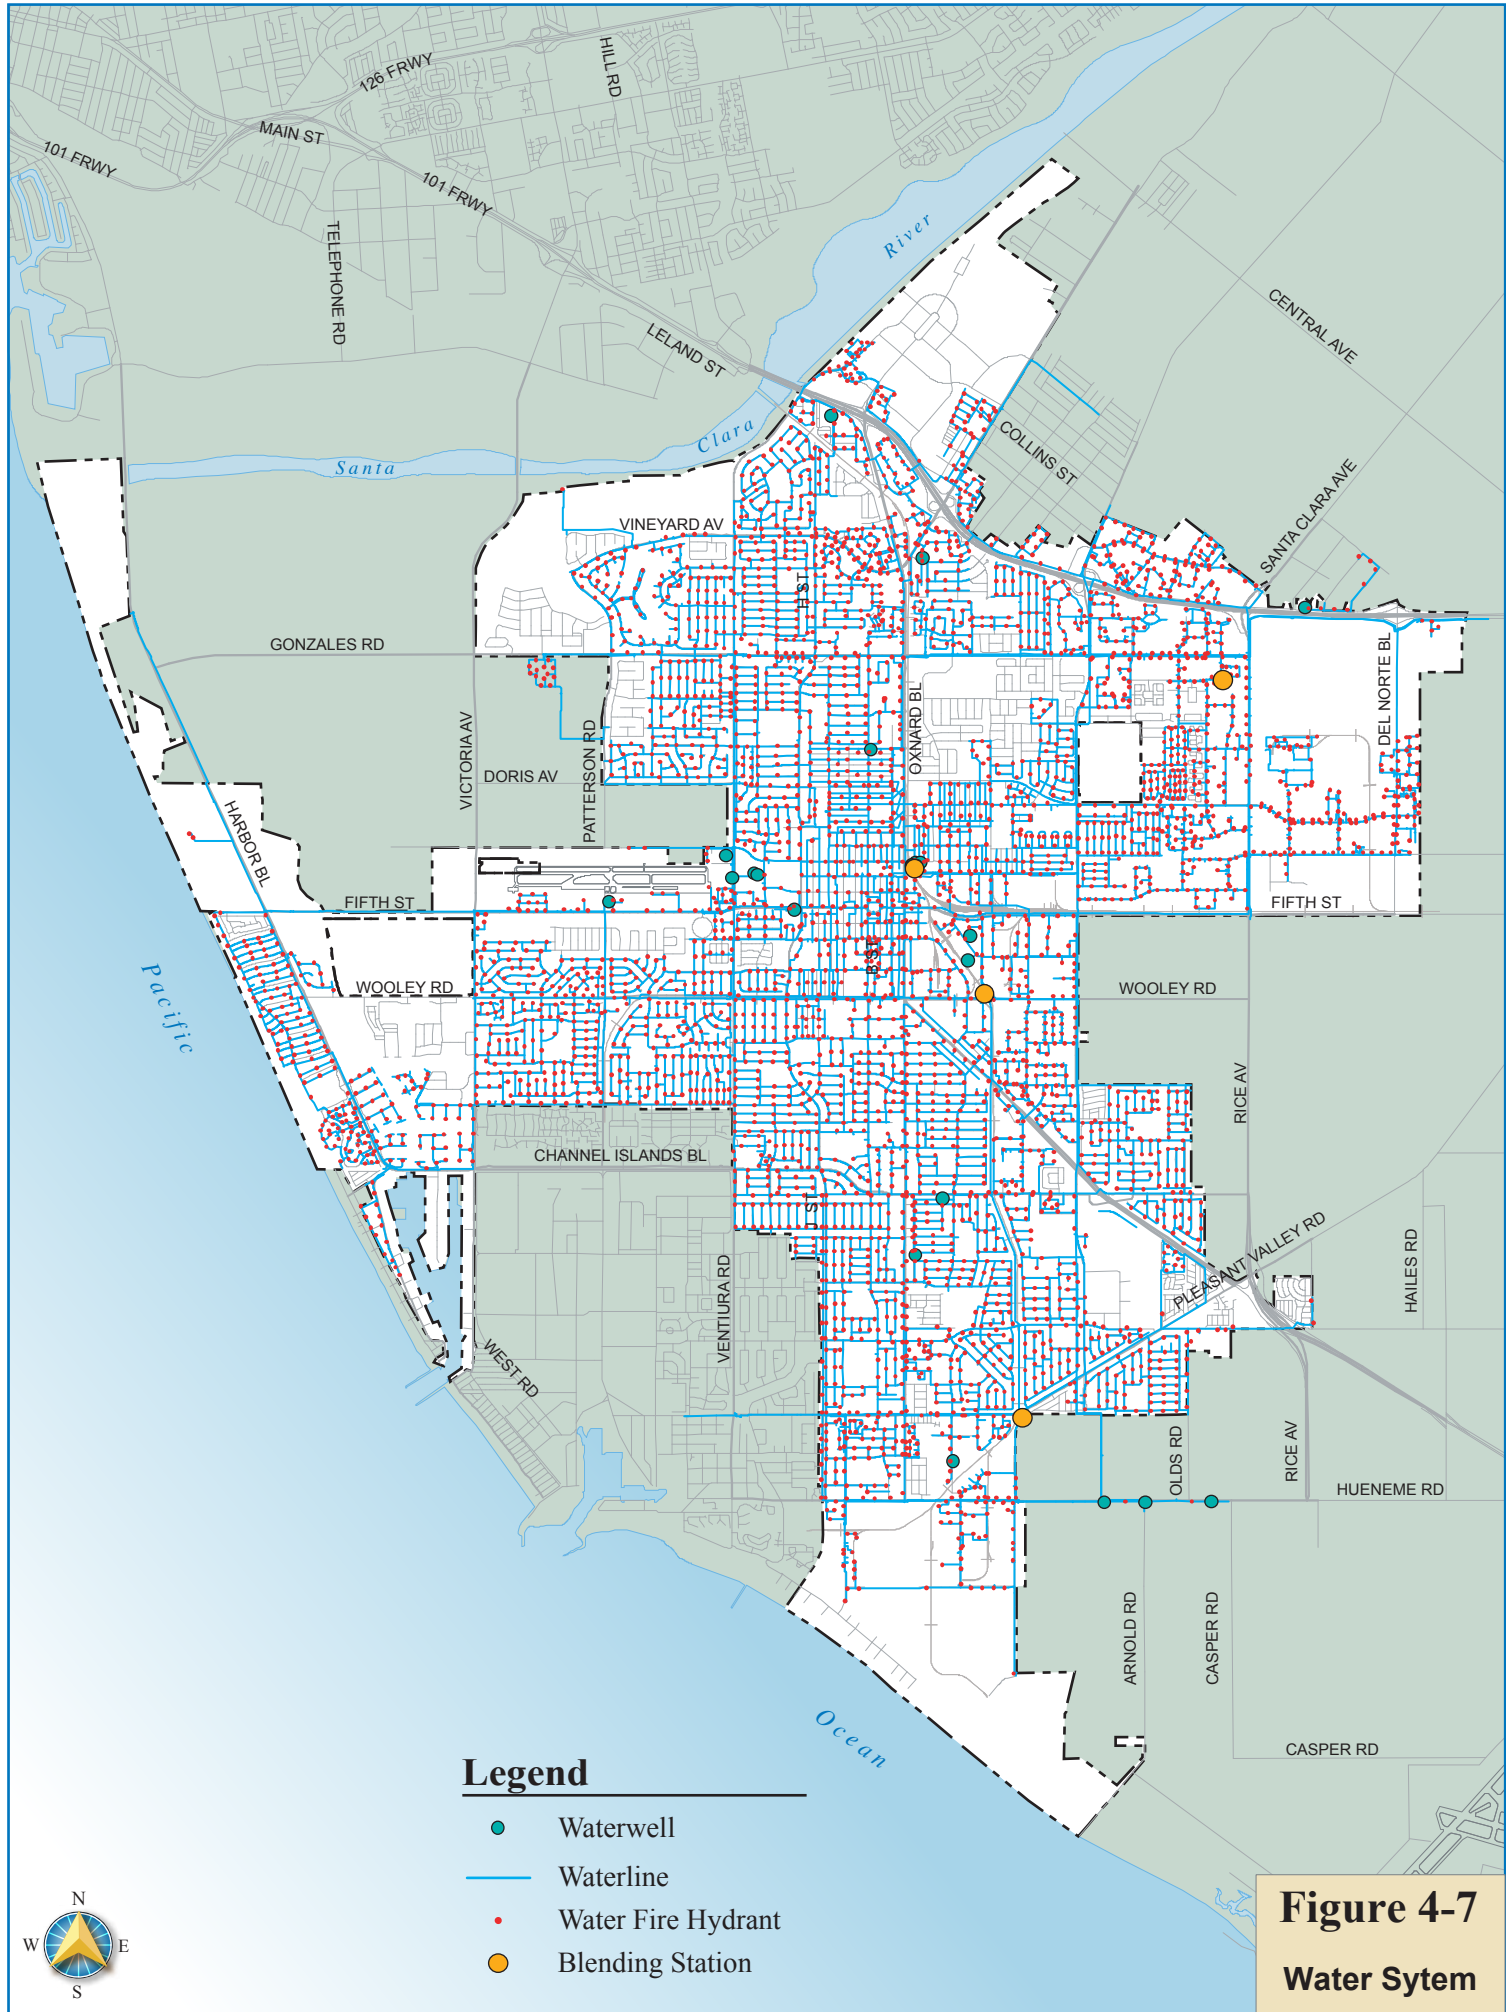 126 FRWY
HILL RD
MAIN ST
101 FRWY
101 FRWY
TELEPHONE RD
River
CENTRAL AVE
LELAND ST
Clara
Santa
COLLINS ST
SANTA CLARA AVE
VINEYARD AV
H ST
GONZALES RD
DEL NORTE BL
OXNARD BL
VICTORIA AV
PATTERSON RD
DORIS AV
HARBOR BL
FIFTH ST
FIFTH ST
B ST
Pacific
WOOLEY RD
WOOLEY RD
RICE AV
CHANNEL ISLANDS BL
J ST
PLEASANT VALLEY RD
HAILES RD
VENTIURA RD
WEST RD
OLDS RD
RICE AV
HUENEME RD
ARNOLD RD
CASPER RD
Ocean
CASPER RD
Legend
Waterwell
Waterline
Water Fire Hydrant
Blending Station
N
W E
S
Figure 4-7
Water Sytem